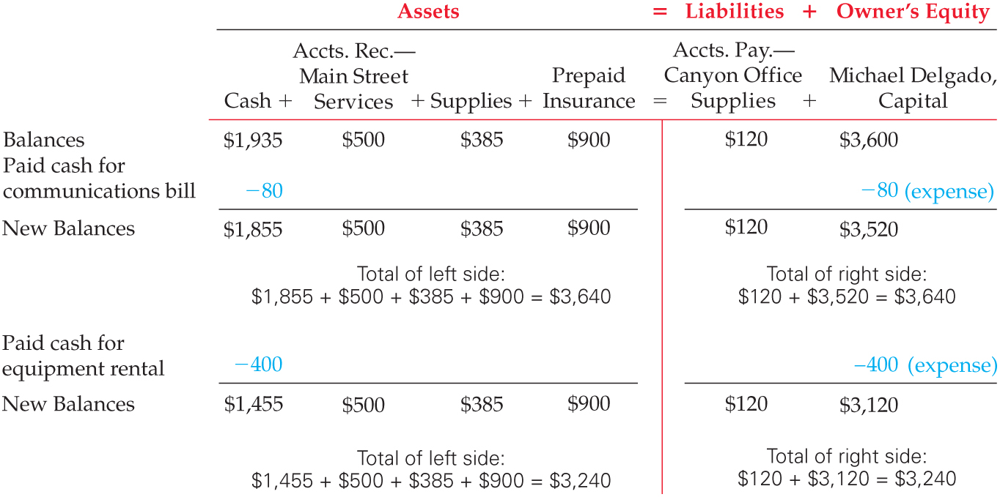 Assets = Liabilities + Owner's Equity
Accts. Rec.— Accts. Pay.—
Main Street Prepaid Canyon Office Michael Delgado,
Cash + Services + Supplies + Insurance = Supplies + Capital
Balances $1,935 $500 $385 $900 $120 $3,600
Paid cash for
communications bill −80 −80 (expense)
New Balances $1,855 $500 $385 $900 $120 $3,520
Total of left side: Total of right side:
$1,855 + $500 + $385 + $900 = $3,640 $120 + $3,520 = $3,640
Paid cash for
equipment rental −400 –400 (expense)
New Balances $1,455 $500 $385 $900 $120 $3,120
Total of left side: Total of right side:
$1,455 + $500 + $385 + $900 = $3,240 $120 + $3,120 = $3,240